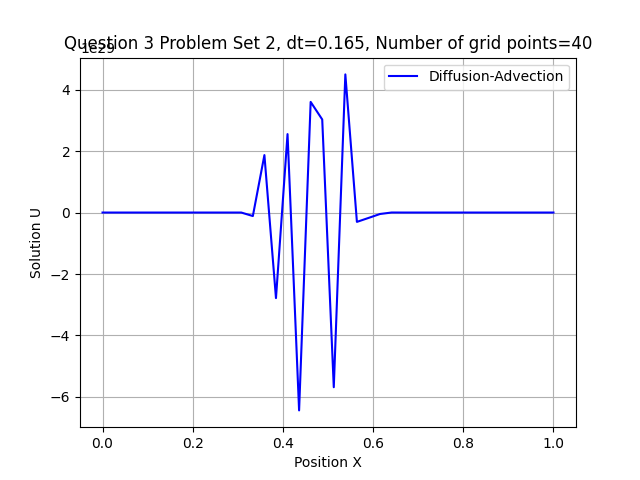 Question 3 Problem Set 2, dt=0.165, Number of grid points=40
1e29
Diffusion-Advection
4
2
0
−2
−4
−6
Solution U
0.0 0.2 0.4 0.6 0.8 1.0
Position X